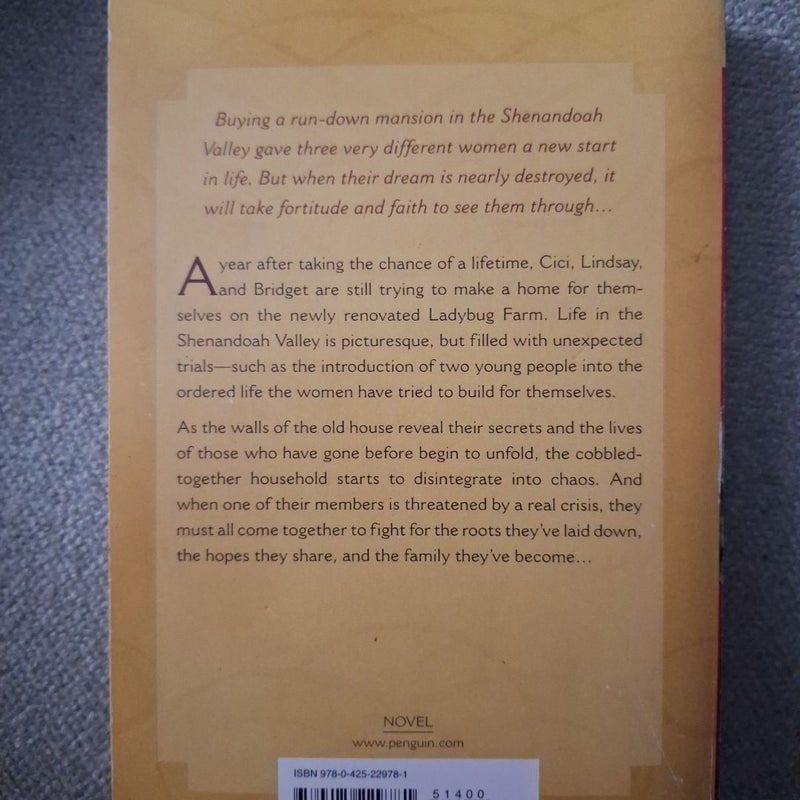 Buying a run-down mansion in the Shenandoah
Valley gave three very different women a new start
in life. But when their dream is nearly destroyed, it
will take fortitude and faith to see them through...
A year after taking the chance of a lifetime, Cici, Lindsay,
and Bridget are still trying to make a home for them-
selves on the newly renovated Ladybug Farm. Life in the
Shenandoah Valley is picturesque, but filled with unexpected
trials—such as the introduction of two young people into the
ordered life the women have tried to build for themselves.
As the walls of the old house reveal their secrets and the lives
of those who have gone before begin to unfold, the cobbled-
together household starts to disintegrate into chaos. And
when one of their members is threatened by a real crisis, they
must all come together to fight for the roots they've laid down,
the hopes they share, and the family they've become...
NOVEL
www.penguin.com
ISBN 978-0-425-22978-1
51400